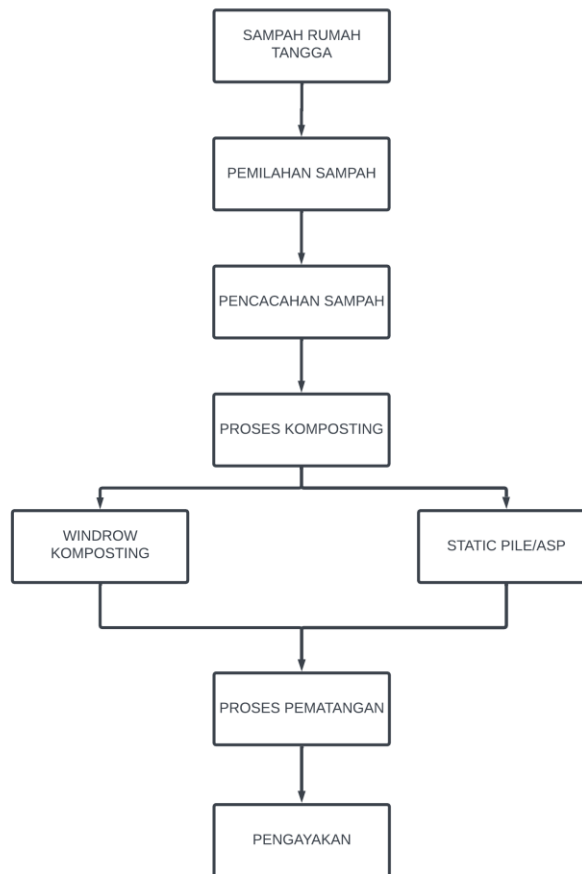 SAMPAH RUMAH
TANGGA
PEMILAHAN SAMPAH
PENCACAHAN SAMPAH
PROSES KOMPOSTING
WINDROW
KOMPOSTING
STATIC PILE/ASP
PROSES PEMATANGAN
PENGAYAKAN